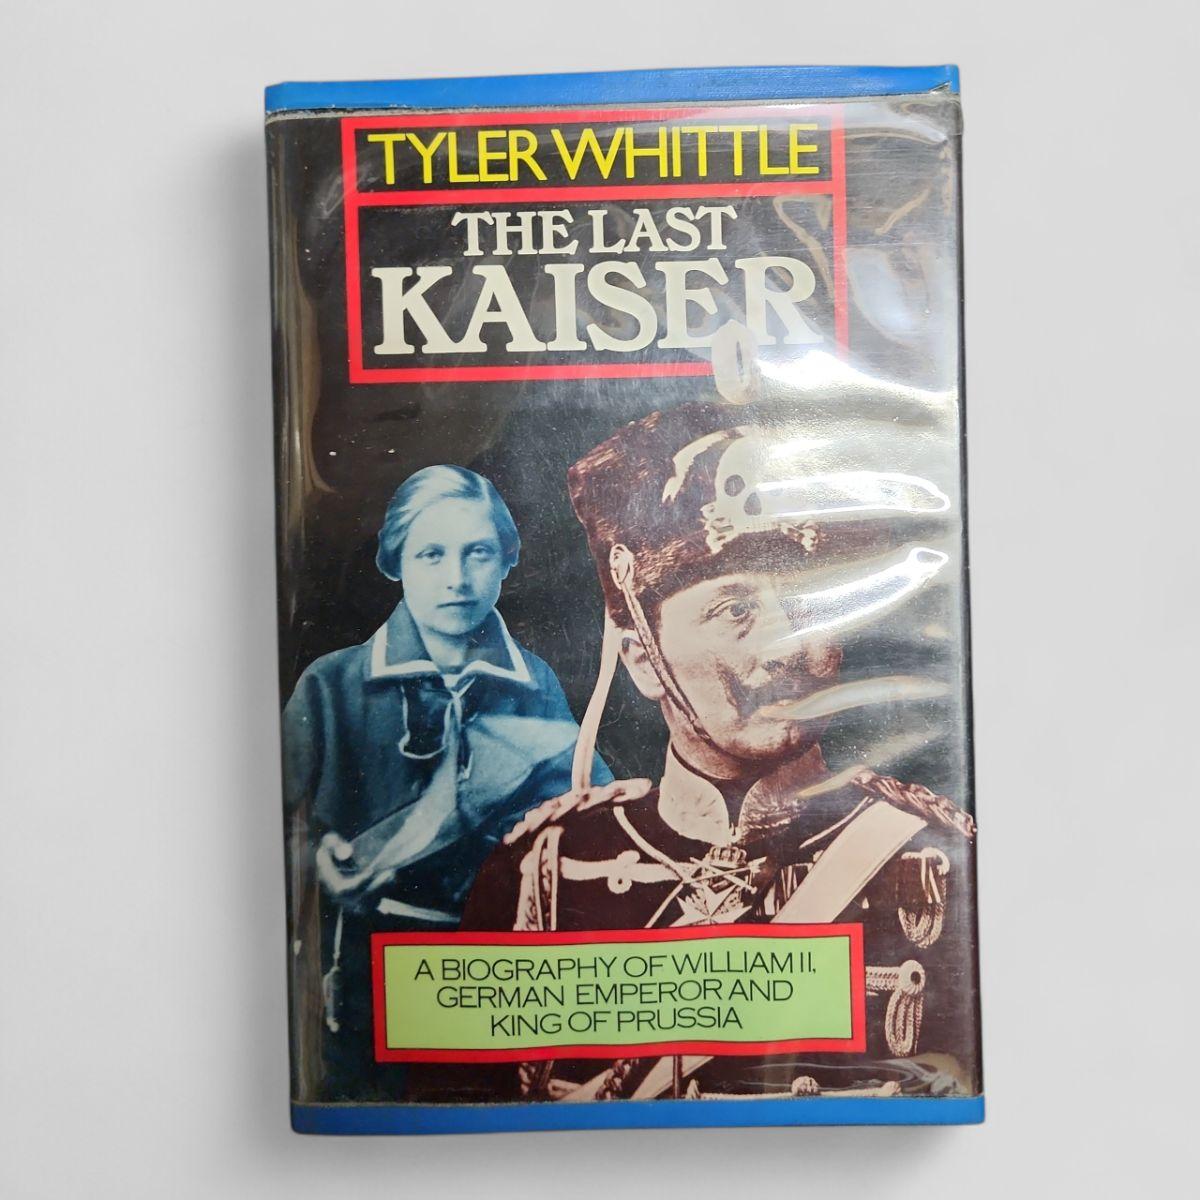 TYLER WHITTLE
THE LAST
KAISER
A BIOGRAPHY OF WILLIAM II,
GERMAN EMPEROR AND
KING OF PRUSSIA